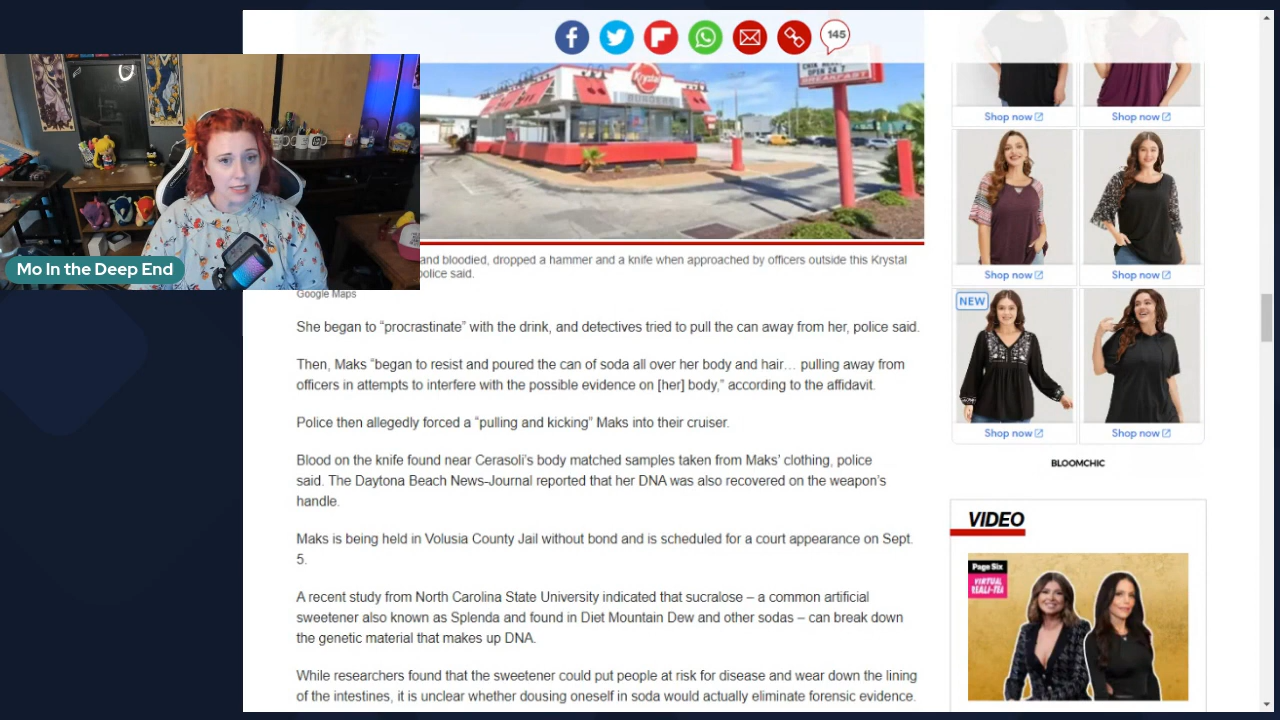 145
Krystal
BURGERS
OPEN 24/7
BREAKFAST
Mo In the Deep End
and bloodied, dropped a hammer and a knife when approached by officers outside this Krystal
police said.
Google Maps
She began to “procrastinate” with the drink, and detectives tried to pull the can away from her, police said.
Then, Maks “began to resist and poured the can of soda all over her body and hair… pulling away from
officers in attempts to interfere with the possible evidence on [her] body,” according to the affidavit.
Police then allegedly forced a “pulling and kicking” Maks into their cruiser.
Blood on the knife found near Cerasoli’s body matched samples taken from Maks’ clothing, police
said. The Daytona Beach News-Journal reported that her DNA was also recovered on the weapon’s
handle.
Maks is being held in Volusia County Jail without bond and is scheduled for a court appearance on Sept.
5.
A recent study from North Carolina State University indicated that sucralose – a common artificial
sweetener also known as Splenda and found in Diet Mountain Dew and other sodas – can break down
the genetic material that makes up DNA.
While researchers found that the sweetener could put people at risk for disease and wear down the lining
of the intestines, it is unclear whether dousing oneself in soda would actually eliminate forensic evidence.
Shop now
Shop now
Shop now
Shop now
NEW
Shop now
Shop now
BLOOMCHIC
VIDEO
Page Six
VIRTUAL
REALI-TEA